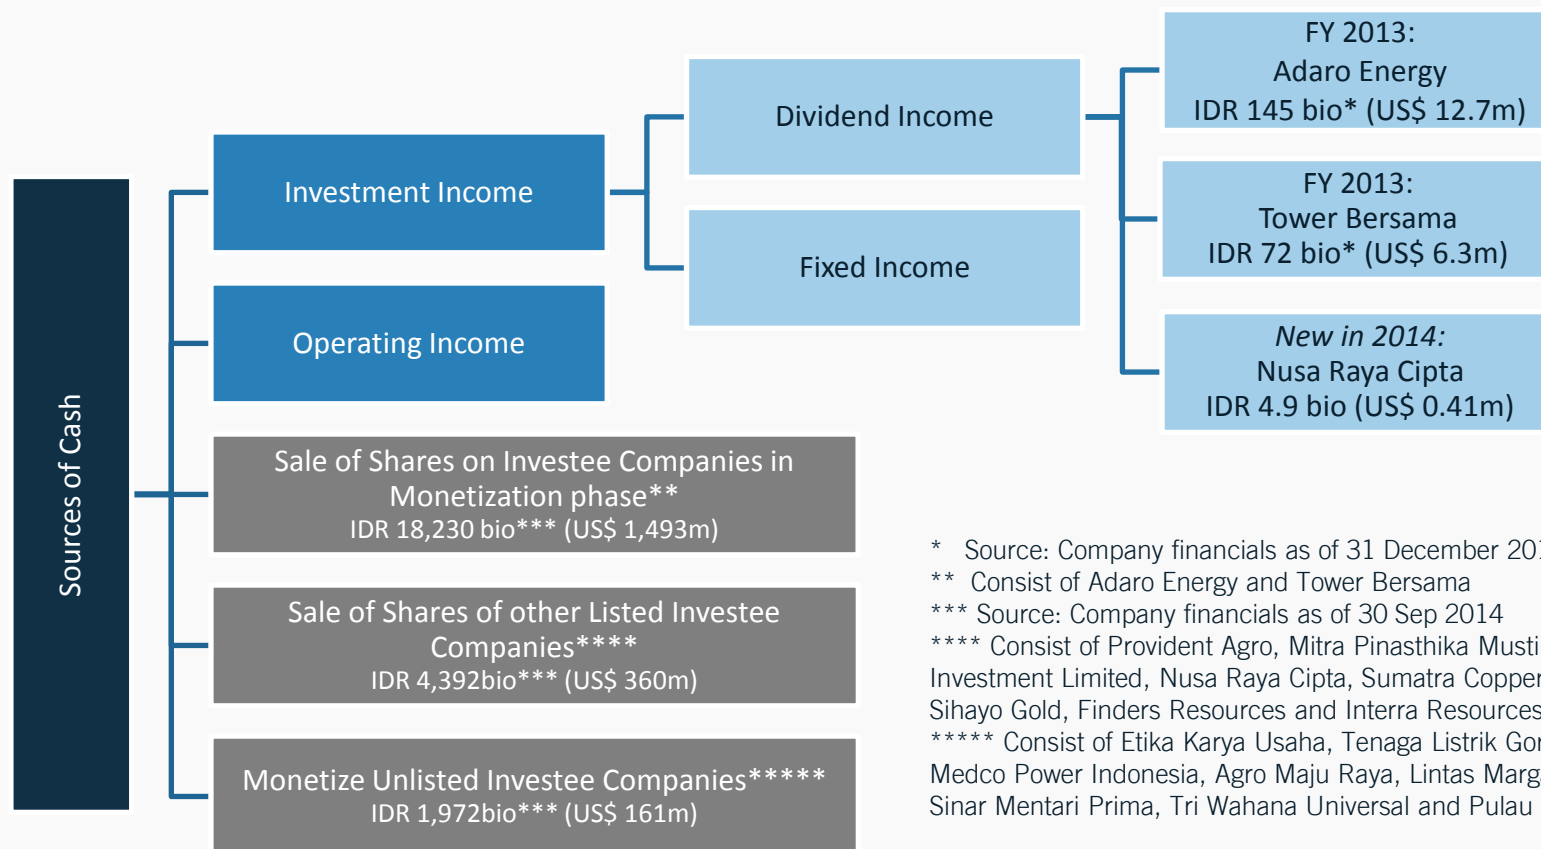 Sources of Cash
Investment Income
Operating Income
Sale of Shares on Investee Companies in
Monetization phase**
IDR 18,230 bio*** (US$ 1,493m)
Sale of Shares of other Listed Investee
Companies****
IDR 4,392bio*** (US$ 360m)
Monetize Unlisted Investee Companies*****
IDR 1,972bio*** (US$ 161m)
Dividend Income
Fixed Income
FY 2013:
Adaro Energy
IDR 145 bio* (US$ 12.7m)
FY 2013:
Tower Bersama
IDR 72 bio* (US$ 6.3m)
New in 2014:
Nusa Raya Cipta
IDR 4.9 bio (US$ 0.41m)
* Source: Company financials as of 31 December
** Consist of Adaro Energy and Tower Bersama
*** Source: Company financials as of 30 Sep 2014
**** Consist of Provident Agro, Mitra Pinasthika
Investment Limited, Nusa Raya Cipta, Sumatra Copper
Sihayo Gold, Finders Resources and Interra Resources
***** Consist of Etika Karya Usaha, Tenaga Listrik
Medco Power Indonesia, Agro Maju Raya, Lintas
Sinar Mentari Prima, Tri Wahana Universal and Pulau